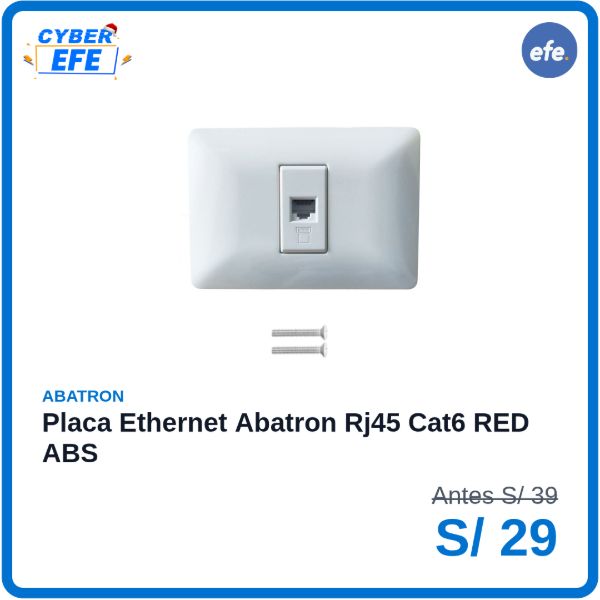 CYBER
EFE
efe.
ABATRON
Placa Ethernet Abatron Rj45 Cat6 RED
ABS
Antes S/ 39
S/ 29